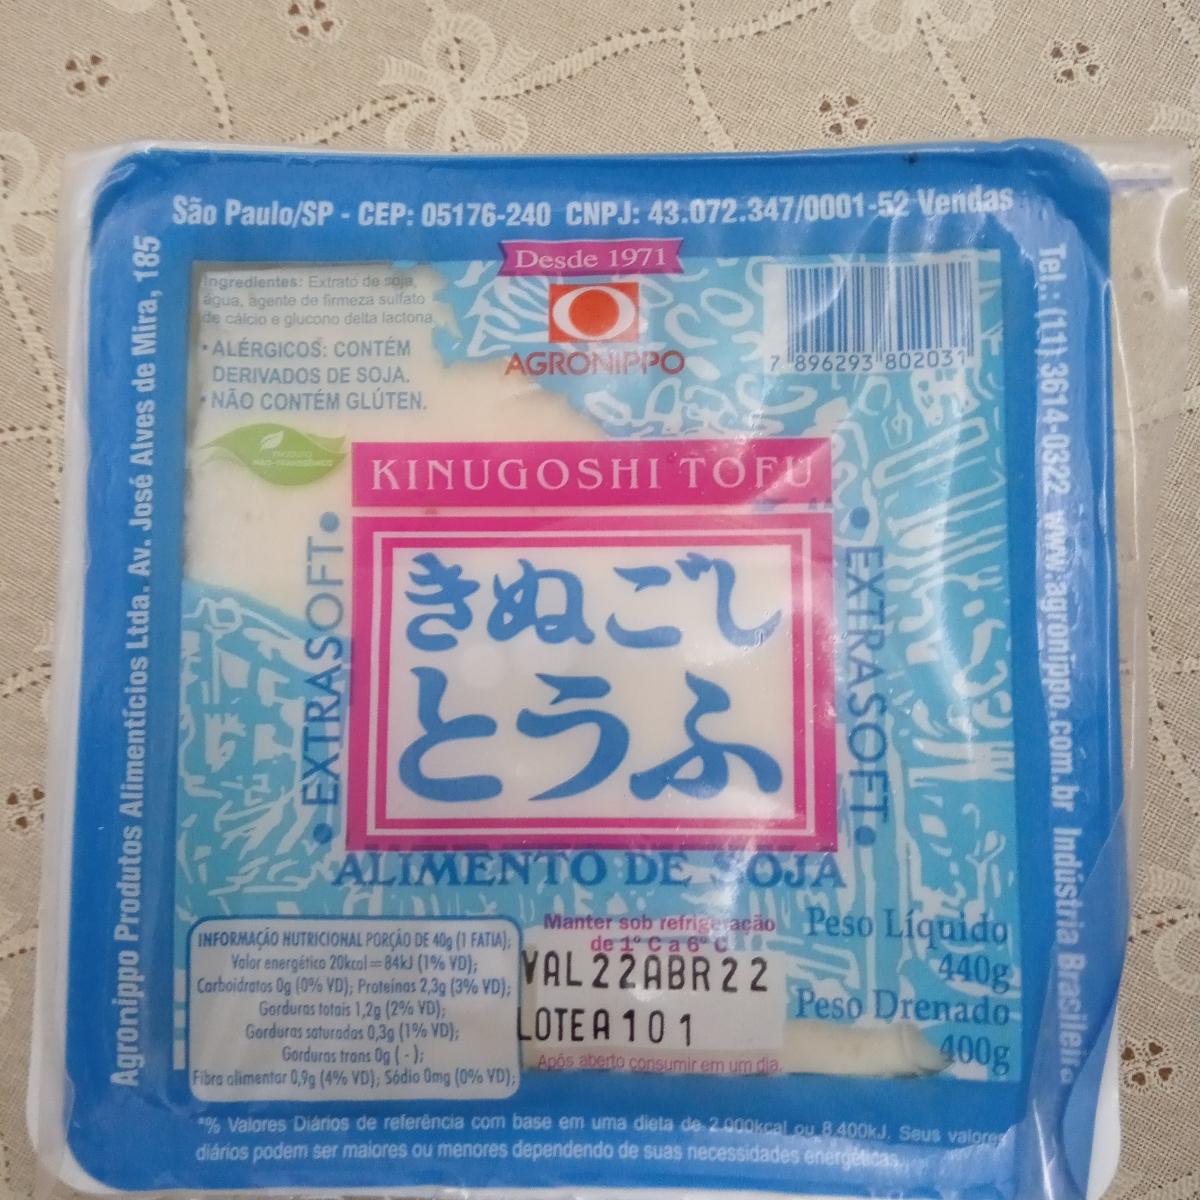 São Paulo/SP - CEP: 05176-240 CNPJ: 43.072.347/0001-52 Vendas
Tel.: (11) 3614-0322 www.agronippo.com.br Indústria Brasileira
Agronippo Produtos Alimentícios Ltda. Av. José Alves de Mira, 185
Desde 1971
AGRONIPPO
Ingredientes: Extrato de soja,
água, agente de firmeza sulfato
de cálcio e glucono delta lactona.
• ALÉRGICOS: CONTÉM
DERIVADOS DE SOJA.
• NÃO CONTÉM GLÚTEN.
PRODUTO
NÃO-TRANSGÊNICO
7 896293 802031
KINUGOSHI TOFU
• EXTRASOFT •
きぬごし
とうふ
• EXTRASOFT •
ALIMENTO DE SOJA
INFORMAÇÃO NUTRICIONAL PORÇÃO DE 40g (1 FATIA);
Valor energético 20kcal=84kJ (1% VD);
Carboidratos 0g (0% VD); Proteínas 2,3g (3% VD);
Gorduras totais 1,2g (2% VD);
Gorduras saturadas 0,3g (1% VD);
Gorduras trans 0g ( - );
Fibra alimentar 0,9g (4% VD); Sódio 0mg (0% VD);
Manter sob refrigeração
de 1º C a 6º C
VAL22ABR22
LOTEA101
Após aberto consumir em um dia.
Peso Líquido
440g
Peso Drenado
400g
*% Valores Diários de referência com base em uma dieta de 2.000kcal ou 8.400kJ. Seus valores
diários podem ser maiores ou menores dependendo de suas necessidades energéticas.